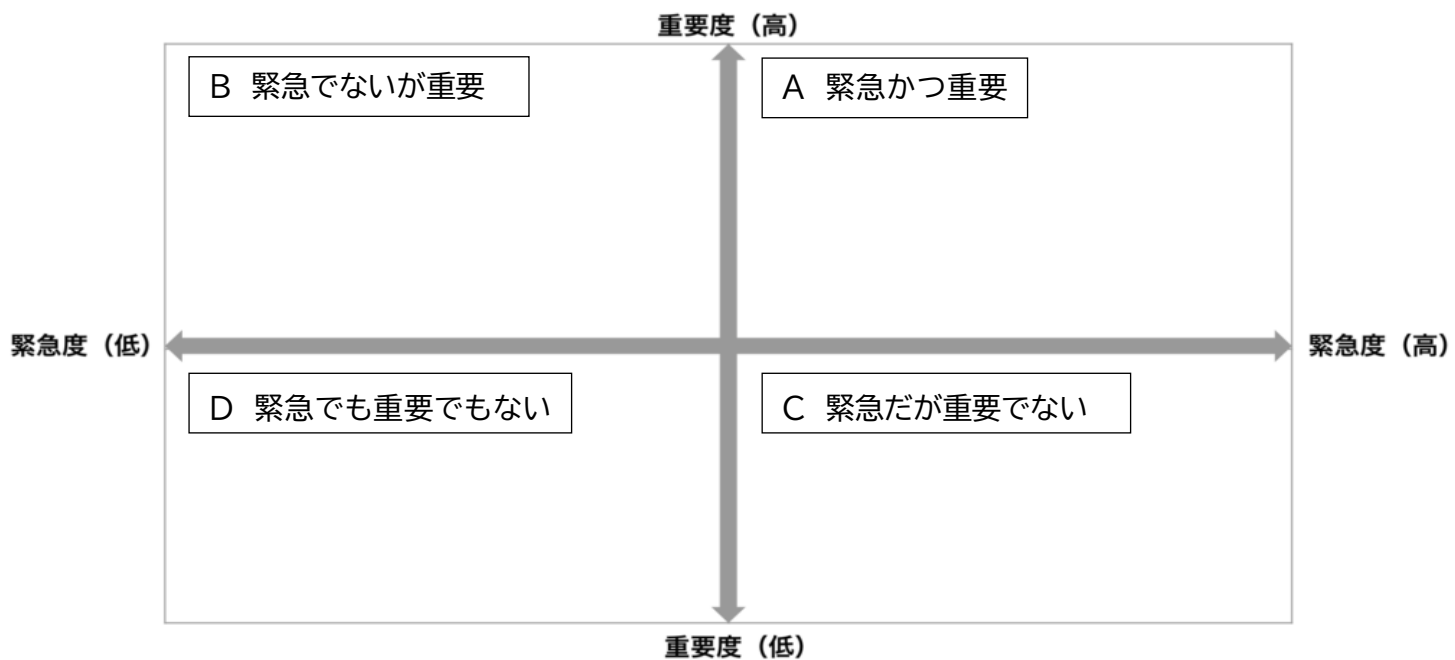 重要度（高）
B 緊急でないが重要
A 緊急かつ重要
緊急度（低）
緊急度（高）
D 緊急でも重要でもない
C 緊急だが重要でない
重要度（低）